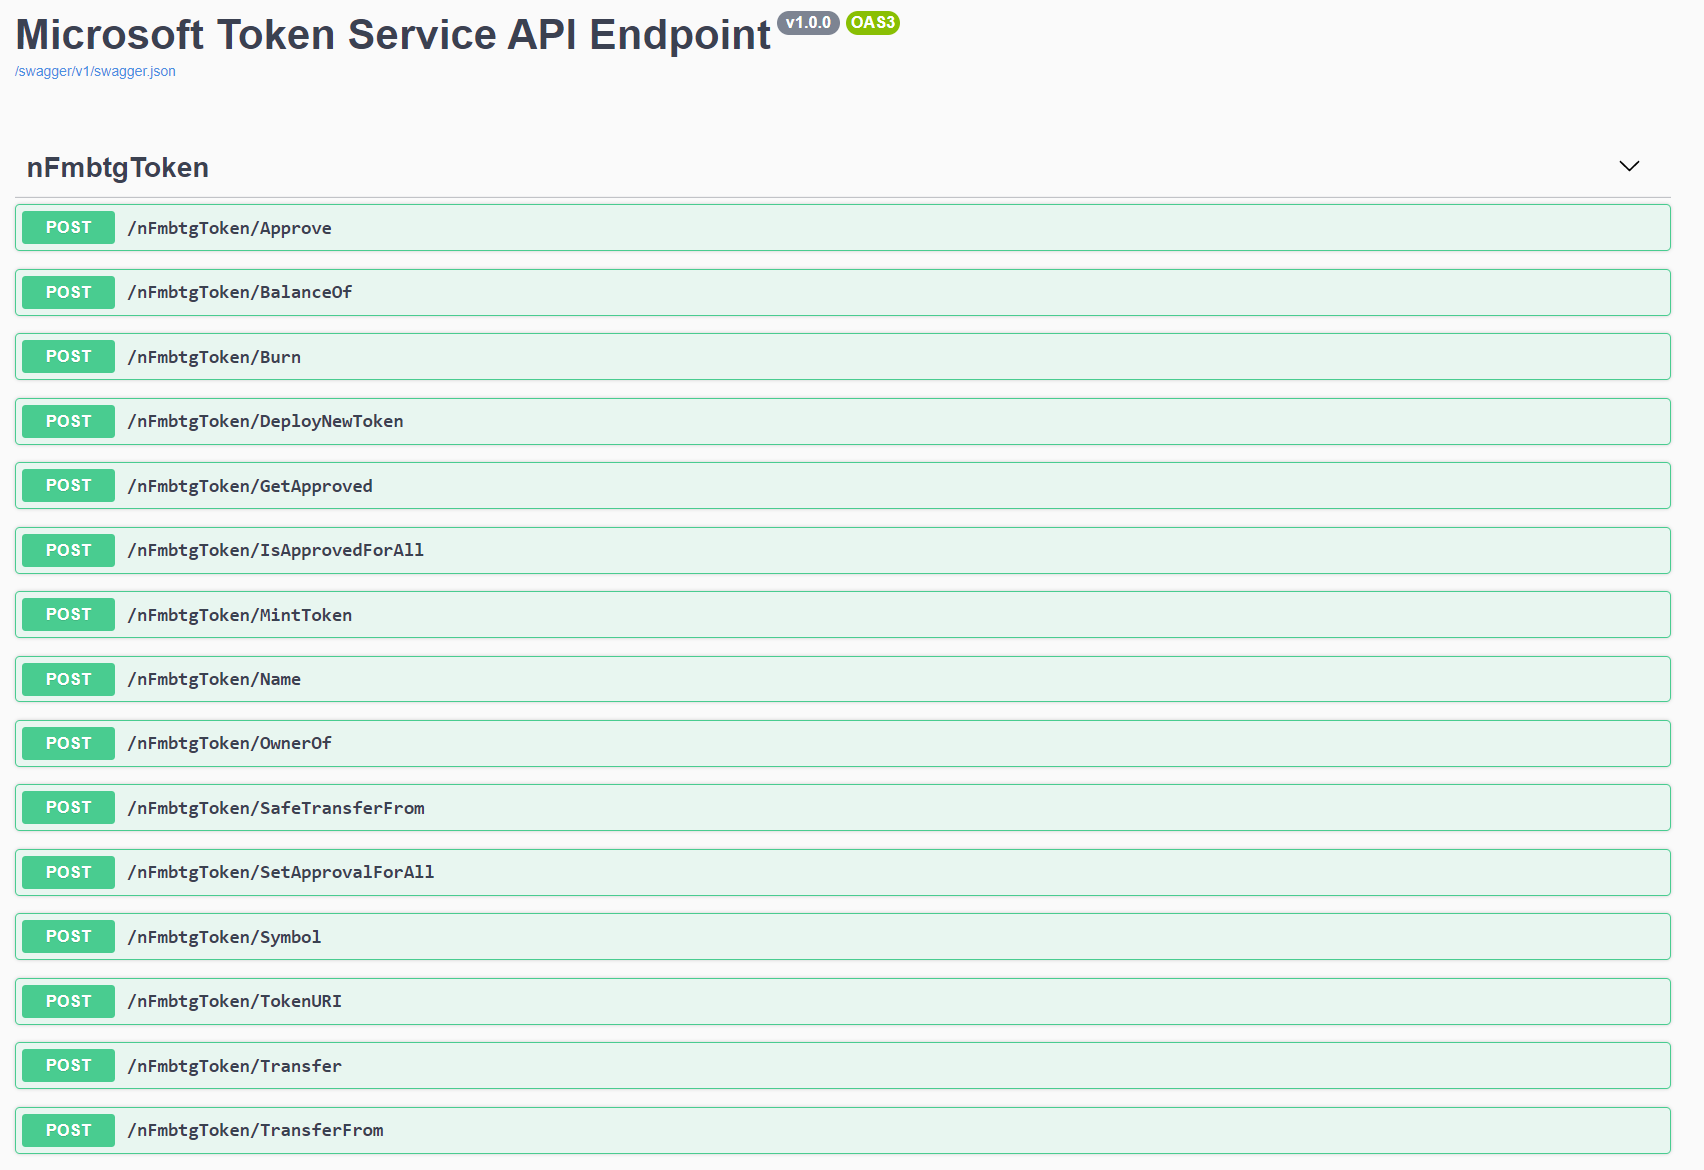 Microsoft Token Service API Endpoint v1.0.0 OAS3
/swagger/v1/swagger.json
nFmbtgToken
POST /nFmbtgToken/Approve
POST /nFmbtgToken/BalanceOf
POST /nFmbtgToken/Burn
POST /nFmbtgToken/DeployNewToken
POST /nFmbtgToken/GetApproved
POST /nFmbtgToken/IsApprovedForAll
POST /nFmbtgToken/MintToken
POST /nFmbtgToken/Name
POST /nFmbtgToken/OwnerOf
POST /nFmbtgToken/SafeTransferFrom
POST /nFmbtgToken/SetApprovalForAll
POST /nFmbtgToken/Symbol
POST /nFmbtgToken/TokenURI
POST /nFmbtgToken/Transfer
POST /nFmbtgToken/TransferFrom